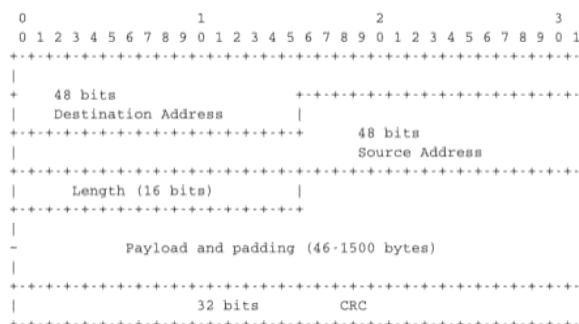 0                   1                   2                   3
0 1 2 3 4 5 6 7 8 9 0 1 2 3 4 5 6 7 8 9 0 1 2 3 4 5 6 7 8 9 0 1
+-+-+-+-+-+-+-+-+-+-+-+-+-+-+-+-+-+-+-+-+-+-+-+-+-+-+-+-+-+-+-+-
|
+    48 bits                    +-+-+-+-+-+-+-+-+-+-+-+-+-+-+-+-
|    Destination Address        |
+-+-+-+-+-+-+-+-+-+-+-+-+-+-+-+-+      48 bits
|                                      Source Address
+-+-+-+-+-+-+-+-+-+-+-+-+-+-+-+-+-+-+-+-+-+-+-+-+-+-+-+-+-+-+-+-
|      Length (16 bits)         |
+-+-+-+-+-+-+-+-+-+-+-+-+-+-+-+-+
|
~            Payload and padding (46-1500 bytes)
|
+-+-+-+-+-+-+-+-+-+-+-+-+-+-+-+-+-+-+-+-+-+-+-+-+-+-+-+-+-+-+-+-
|                    32 bits         CRC
+-+-+-+-+-+-+-+-+-+-+-+-+-+-+-+-+-+-+-+-+-+-+-+-+-+-+-+-+-+-+-+-